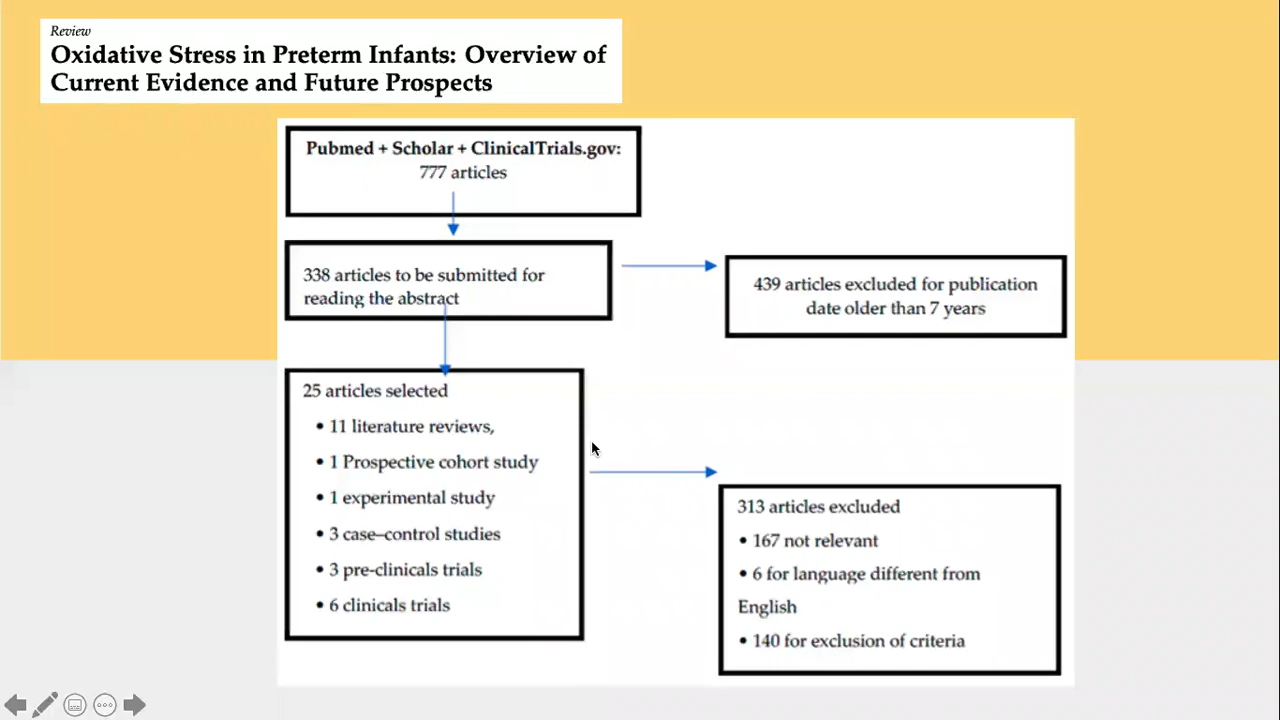 Review
Oxidative Stress in Preterm Infants: Overview of
Current Evidence and Future Prospects
Pubmed + Scholar + ClinicalTrials.gov:
777 articles
338 articles to be submitted for
reading the abstract
439 articles excluded for publication
date older than 7 years
25 articles selected
• 11 literature reviews,
• 1 Prospective cohort study
• 1 experimental study
• 3 case–control studies
• 3 pre-clinicals trials
• 6 clinicals trials
313 articles excluded
• 167 not relevant
• 6 for language different from
English
• 140 for exclusion of criteria